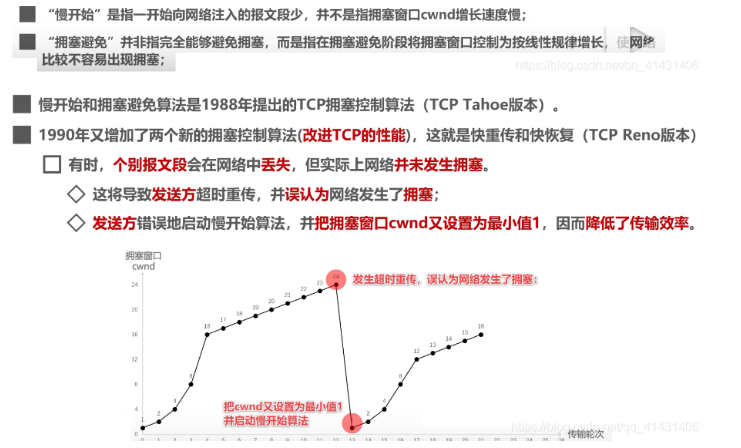 “慢开始”是指一开始向网络注入的报文段少，并不是指拥塞窗口cwnd增长速度慢；
“拥塞避免”并非指完全能够避免拥塞，而是指在拥塞避免阶段将拥塞窗口控制为按线性规律增长，使网络
比较不容易出现拥塞；
https://blog.csdn.net/qq_41431406
慢开始和拥塞避免算法是1988年提出的TCP拥塞控制算法（TCP Tahoe版本）。
1990年又增加了两个新的拥塞控制算法(改进TCP的性能)，这就是快重传和快恢复（TCP Reno版本）
有时，个别报文段会在网络中丢失，但实际上网络并未发生拥塞。
这将导致发送方超时重传，并误认为网络发生了拥塞；
发送方错误地启动慢开始算法，并把拥塞窗口cwnd又设置为最小值1，因而降低了传输效率。
拥塞窗口
cwnd
24
20
16
12
8
4
0
1
2
4
8
16
17
18
19
20
21
22
23
24
发生超时重传，误认为网络发生了拥塞；
1
2
4
8
12
13
14
15
16
把cwnd又设置为最小值1
并启动慢开始算法
https://blog.csdn.net/qq_41431406
传输轮次
0 1 2 3 4 5 6 7 8 9 10 11 12 13 14 15 16 17 18 19 20 21 22 23 24 25 26